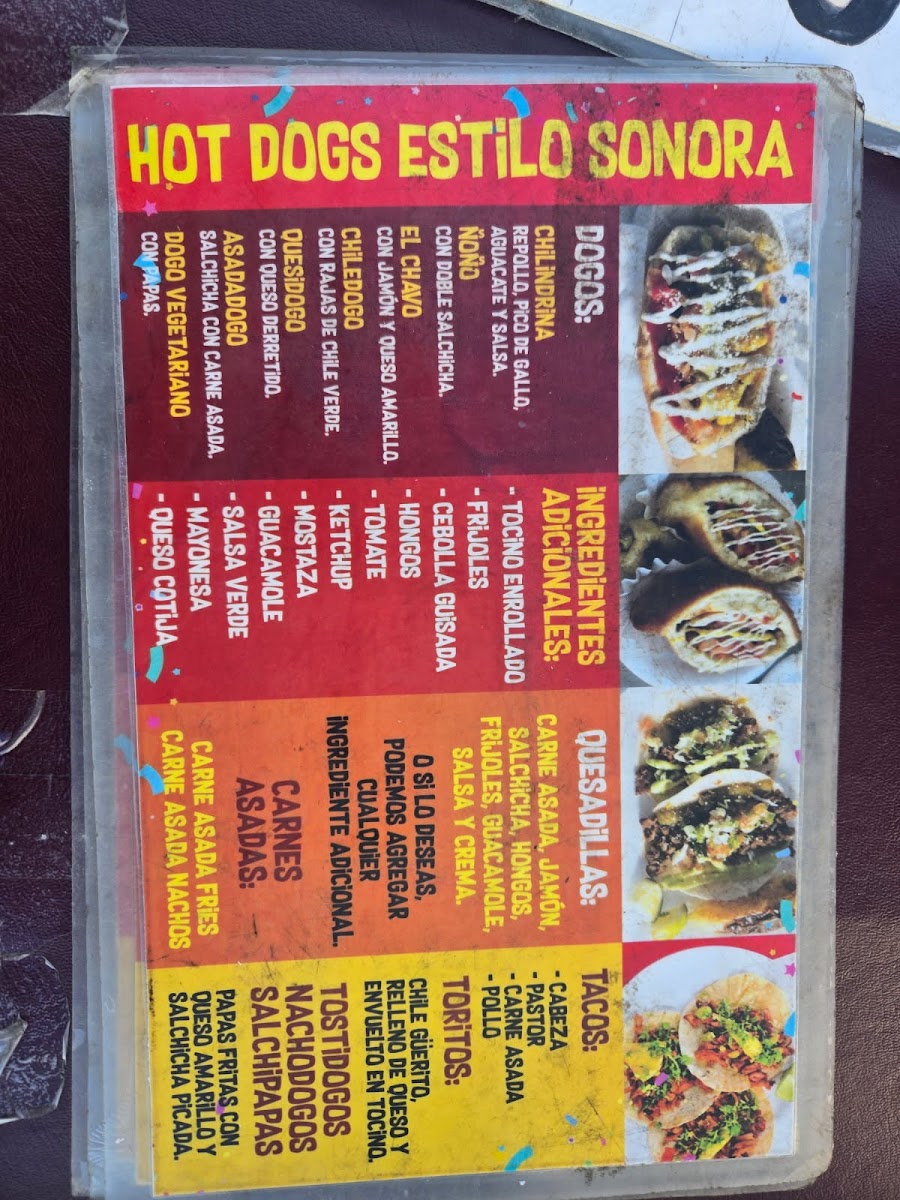 HOT DOGS ESTILO SONORA
DOGOS:
CHILINDRINA
REPOLLO, PICO DE GALLO,
AGUACATE Y SALSA.
ÑOÑO
CON DOBLE SALCHICHA.
EL CHAVO
CON JAMÓN Y QUESO AMARILLO.
CHILEDOGO
CON RAJAS DE CHILE VERDE.
QUESIDOGO
CON QUESO DERRETIDO.
ASADADOGO
SALCHICHA CON CARNE ASADA.
DOGO VEGETARIANO
CON PAPAS.
INGREDIENTES
ADICIONALES:
- TOCINO ENROLLADO
- FRIJOLES
- CEBOLLA GUISADA
- HONGOS
- TOMATE
- KETCHUP
- MOSTAZA
- GUACAMOLE
- SALSA VERDE
- MAYONESA
- QUESO COTIJA
QUESADILLAS:
CARNE ASADA, JAMÓN,
SALCHICHA, HONGOS,
FRIJOLES, GUACAMOLE,
SALSA Y CREMA.
O SI LO DESEAS,
PODEMOS AGREGAR
CUALQUIER
INGREDIENTE ADICIONAL.
CARNES
ASADAS:
CARNE ASADA FRIES
CARNE ASADA NACHOS
TACOS:
- CABEZA
- PASTOR
- CARNE ASADA
- POLLO
TORITOS:
CHILE GÜERITO,
RELLENO DE QUESO Y
ENVUELTO EN TOCINO.
TOSTIDOGOS
NACHODOGOS
SALCHIPAPAS
PAPAS FRITAS CON
QUESO AMARILLO Y
SALCHICHA PICADA.